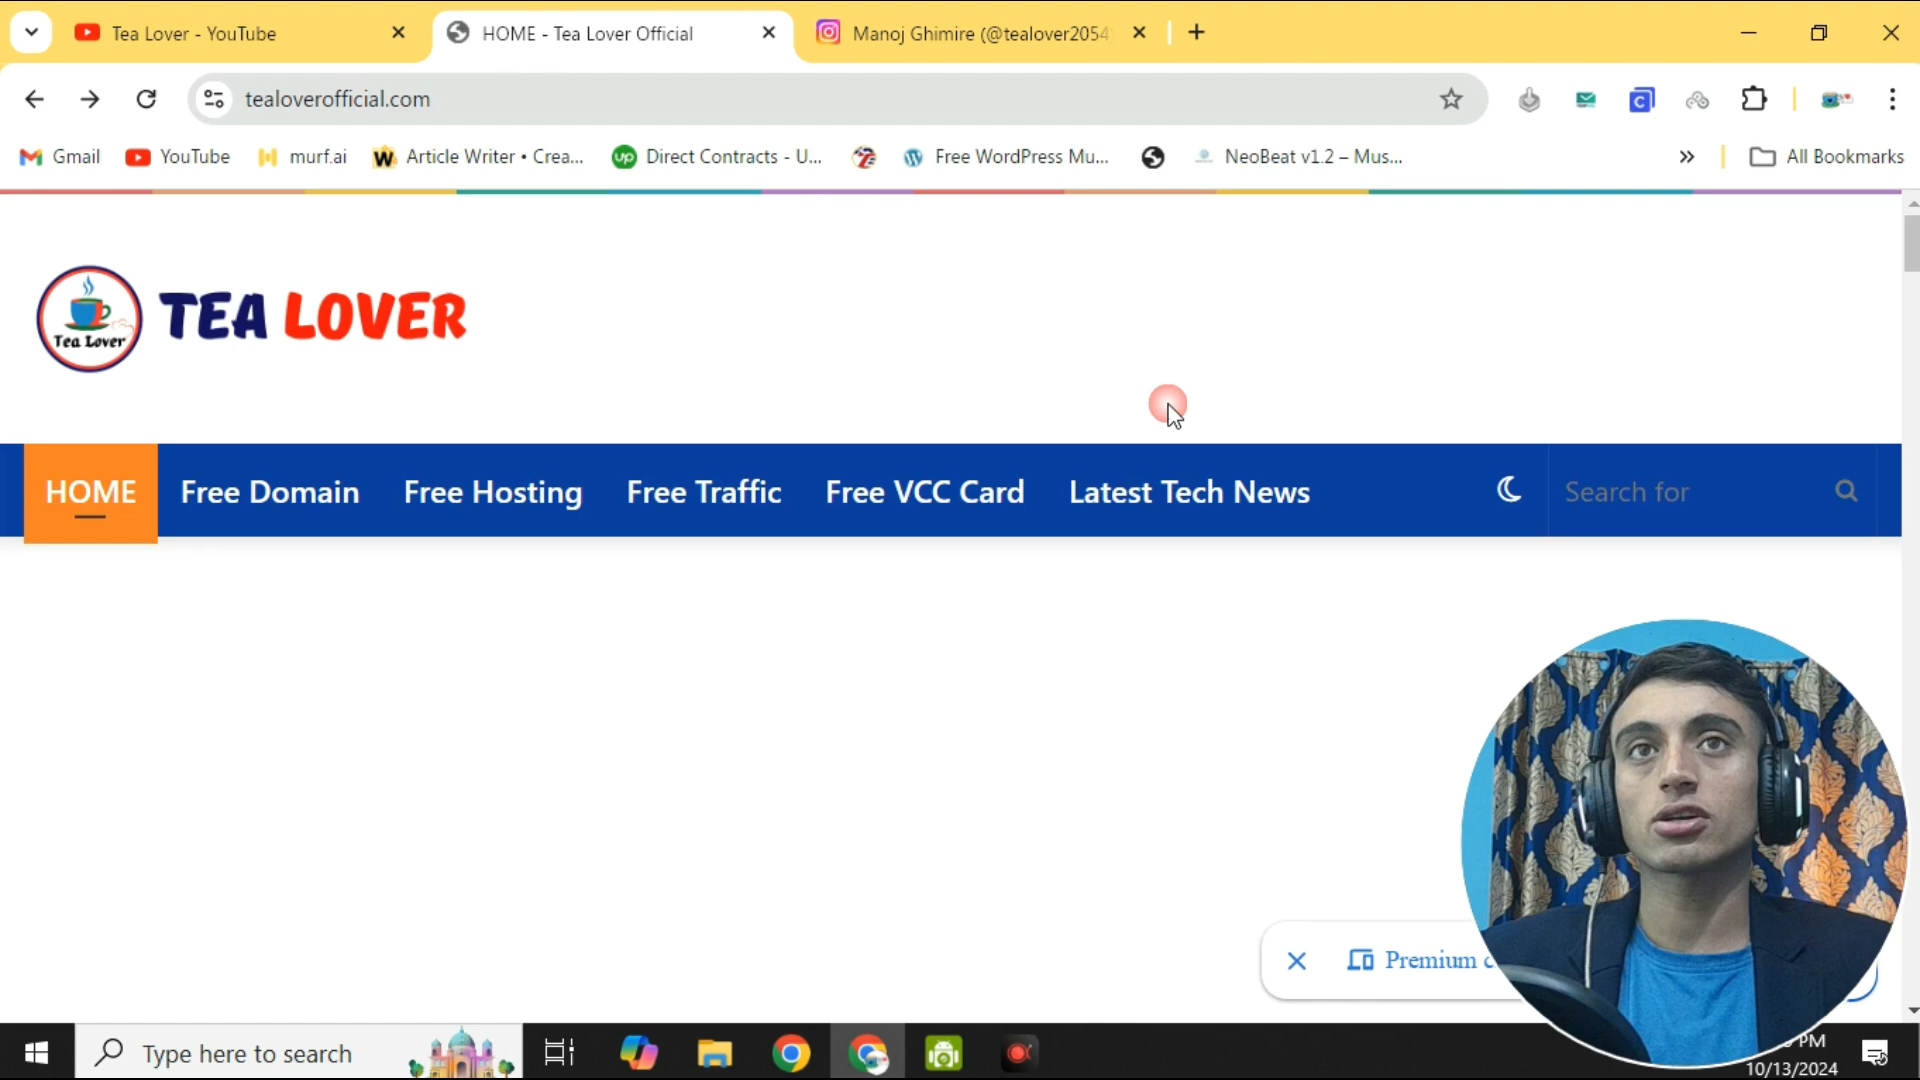 Tea Lover - YouTube
HOME - Tea Lover Official
Manoj Ghimire (@tealover2054
tealoverofficial.com
Gmail
YouTube
murf.ai
Article Writer • Crea...
Direct Contracts - U...
Free WordPress Mu...
NeoBeat v1.2 – Mus...
All Bookmarks
Tea Lover
TEA LOVER
HOME
Free Domain
Free Hosting
Free Traffic
Free VCC Card
Latest Tech News
Search for
Premium
Type here to search
PM
10/13/2024